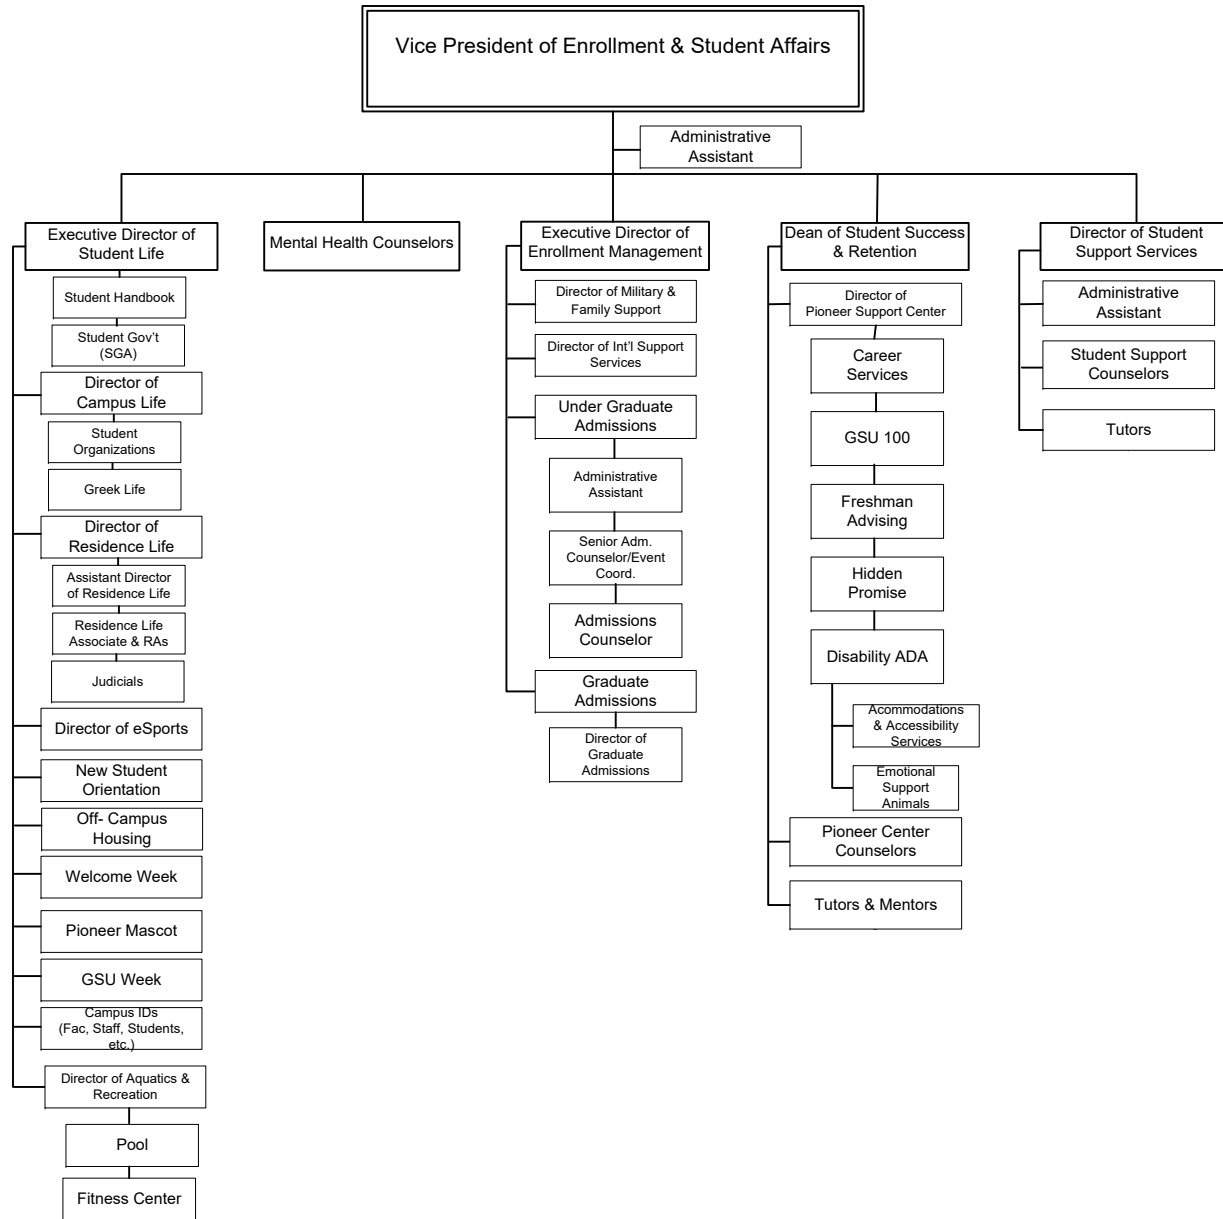 Vice President of Enrollment & Student Affairs
Administrative
Assistant
Executive Director of
Student Life
Student Handbook
Student Gov't
(SGA)
Director of
Campus Life
Student
Organizations
Greek Life
Director of
Residence Life
Assistant Director
of Residence Life
Residence Life
Associate & RAs
Judicials
Director of eSports
New Student
Orientation
Off- Campus
Housing
Welcome Week
Pioneer Mascot
GSU Week
Campus IDs
(Fac, Staff, Students,
etc.)
Director of Aquatics &
Recreation
Pool
Fitness Center
Mental Health Counselors
Executive Director of
Enrollment Management
Director of Military &
Family Support
Director of Int'l Support
Services
Under Graduate
Admissions
Administrative
Assistant
Senior Adm.
Counselor/Event
Coord.
Admissions
Counselor
Graduate
Admissions
Director of
Graduate
Admissions
Dean of Student Success
& Retention
Director of
Pioneer Support Center
Career
Services
GSU 100
Freshman
Advising
Hidden
Promise
Disability ADA
Acommodations
& Accessibility
Services
Emotional
Support
Animals
Pioneer Center
Counselors
Tutors & Mentors
Director of Student
Support Services
Administrative
Assistant
Student Support
Counselors
Tutors